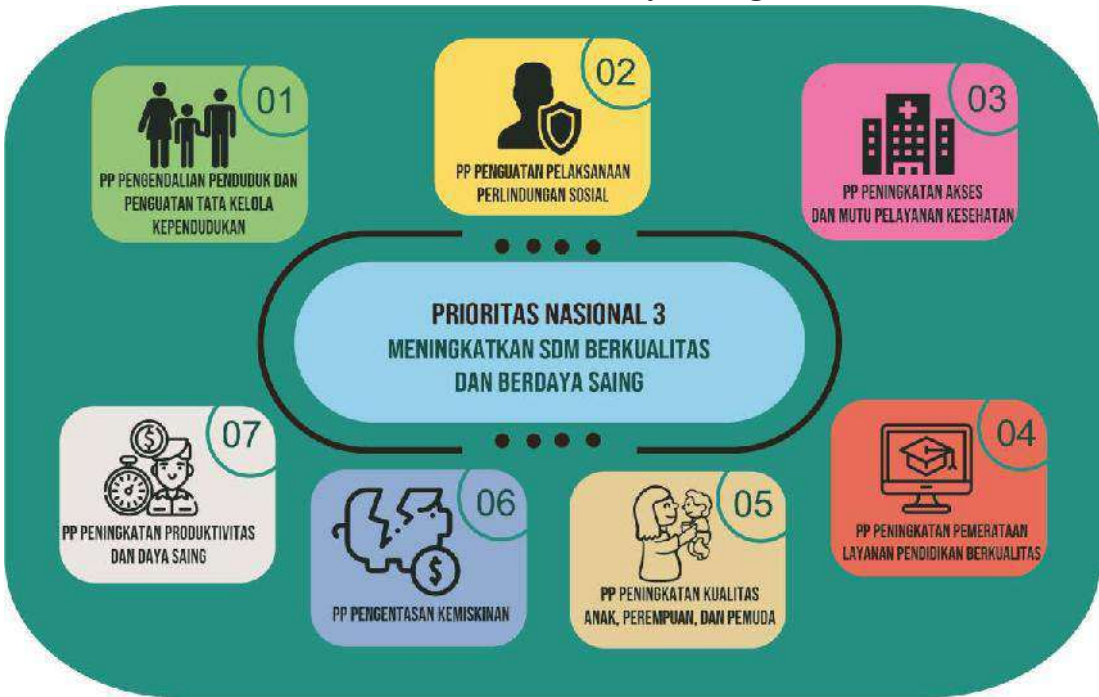 01
PP PENGENDALIAN PENDUDUK DAN
PENGUATAN TATA KELOLA
KEPENDUDUKAN
02
PP PENGUATAN PELAKSANAAN
PERLINDUNGAN SOSIAL
03
PP PENINGKATAN AKSES
DAN MUTU PELAYANAN KESEHATAN
PRIORITAS NASIONAL 3
MENINGKATKAN SDM BERKUALITAS
DAN BERDAYA SAING
04
PP PENINGKATAN PEMERATAAN
LAYANAN PENDIDIKAN BERKUALITAS
05
PP PENINGKATAN KUALITAS
ANAK, PEREMPUAN, DAN PEMUDA
06
PP PENGENTASAN KEMISKINAN
07
PP PENINGKATAN PRODUKTIVITAS
DAN DAYA SAING